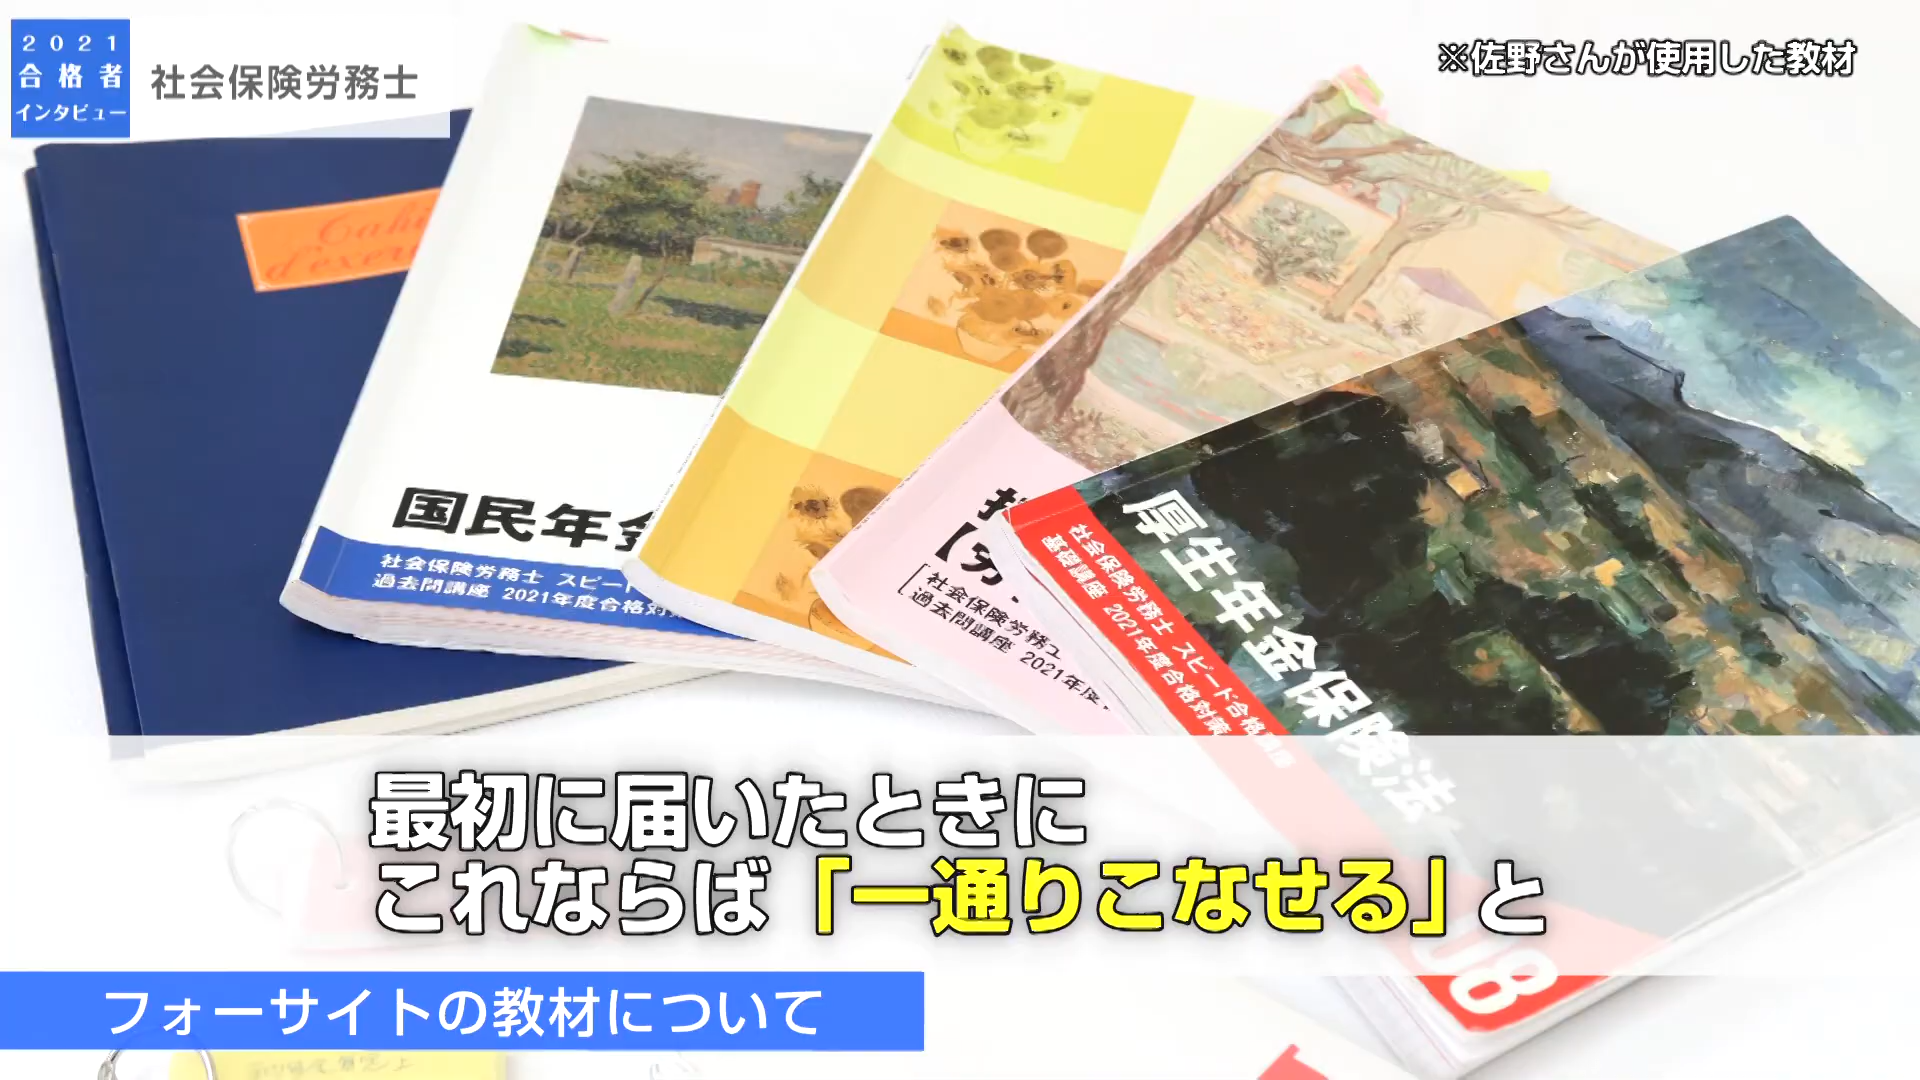 2021
合格者
インタビュー
社会保険労務士
※佐野さんが使用した教材
Cahi
d'exer
国民年金
社会保険労務士 スピード
過去問講座 2021年度合格対策
社会保険労務士
過去問講座 2021年度
厚生年金保険法
社会保険労務士 スピード合格講座
基礎講座 2021年度合格対策
08
最初に届いたときに
これならば「一通りこなせる」と
フォーサイトの教材について